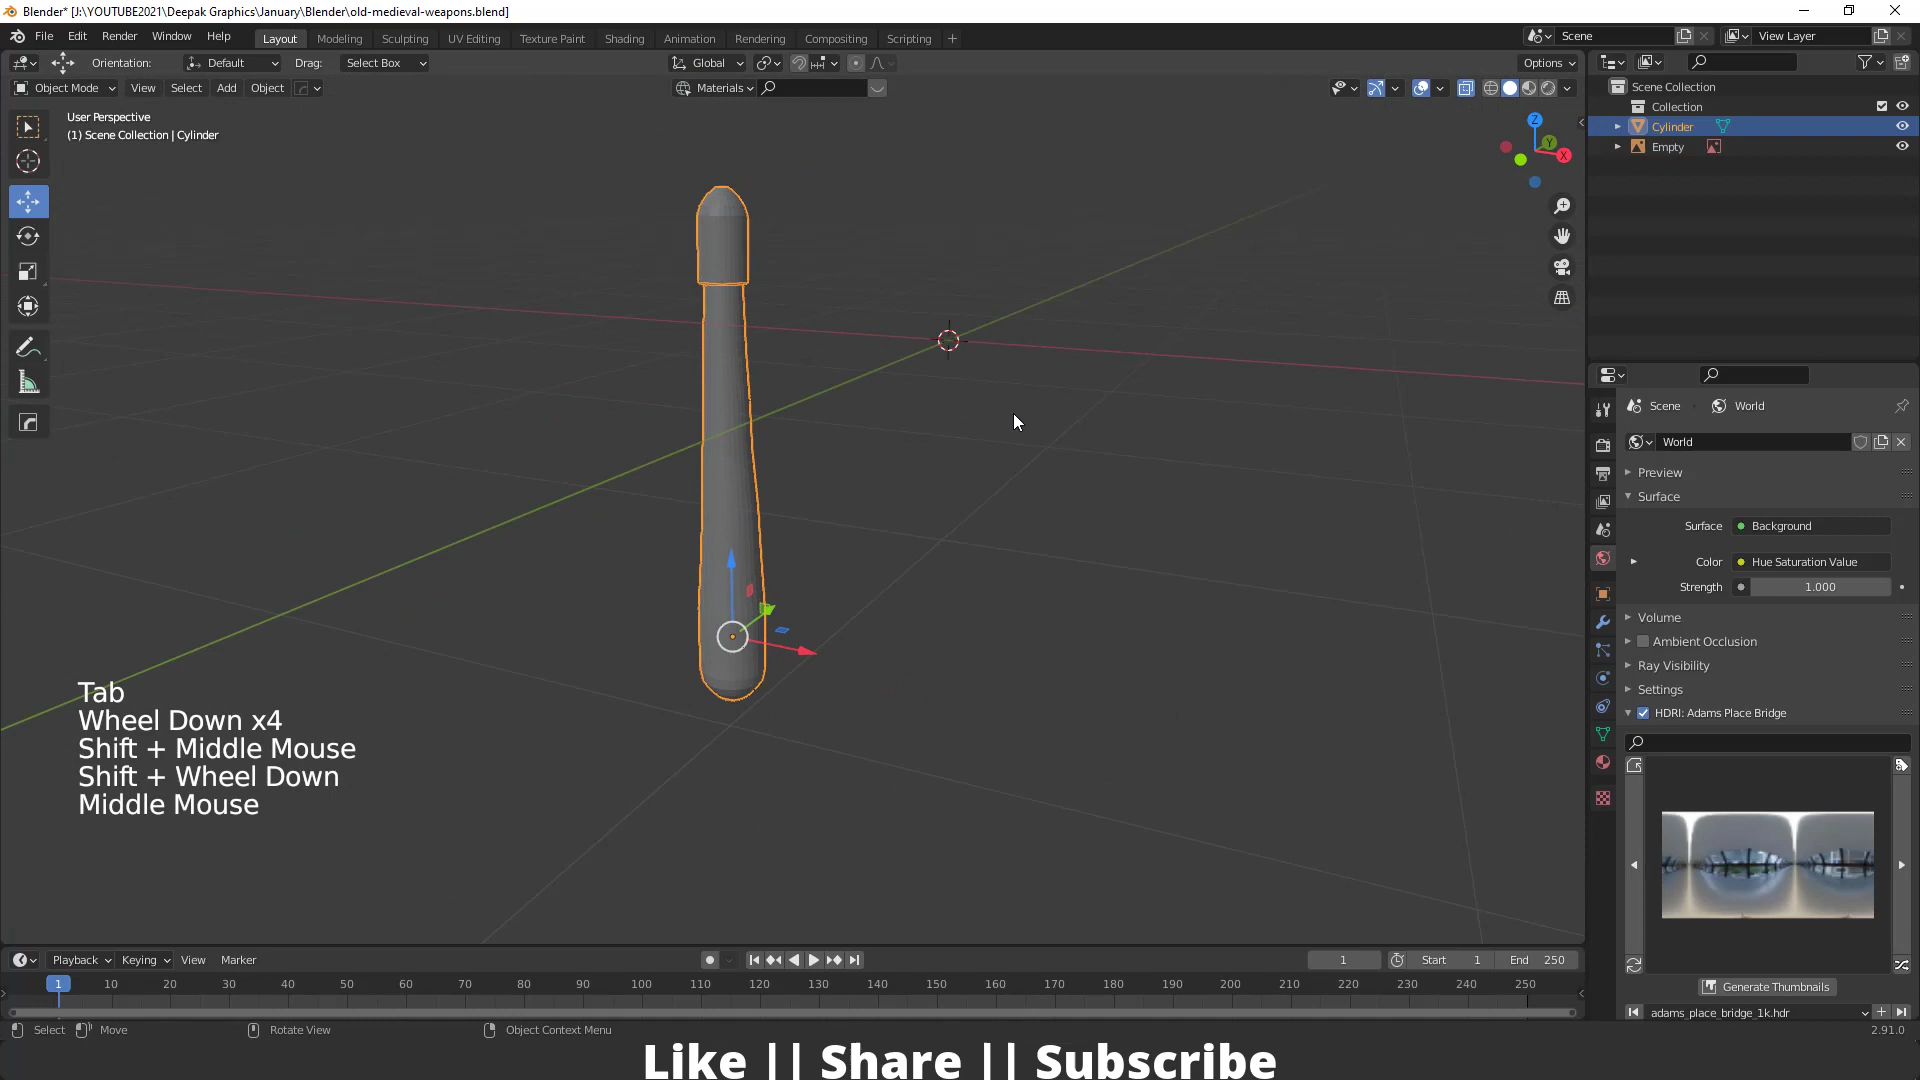 Blender* [J:\YOUTUBE2021\Deepak Graphics\January\Blender\old-medieval-weapons.blend]
File Edit Render Window Help Layout Modeling Sculpting UV Editing Texture Paint Shading Animation Rendering Compositing Scripting + Scene View Layer
Orientation: Default Drag: Select Box Global Options
Object Mode View Select Add Object Materials
User Perspective
(1) Scene Collection | Cylinder
Scene Collection
Collection
Cylinder
Empty
Z
Y
X
Scene World
World
Preview
Surface
Surface Background
Color Hue Saturation Value
Strength 1.000
Volume
Ambient Occlusion
Ray Visibility
Settings
HDRI: Adams Place Bridge
Generate Thumbnails
adams_place_bridge_1k.hdr
Tab
Wheel Down x4
Shift + Middle Mouse
Shift + Wheel Down
Middle Mouse
Playback Keying View Marker 1 Start 1 End 250
1 10 20 30 40 50 60 70 80 90 100 110 120 130 140 150 160 170 180 190 200 210 220 230 240 250
Select Move Rotate View Object Context Menu 2.91.0
Like || Share || Subscribe